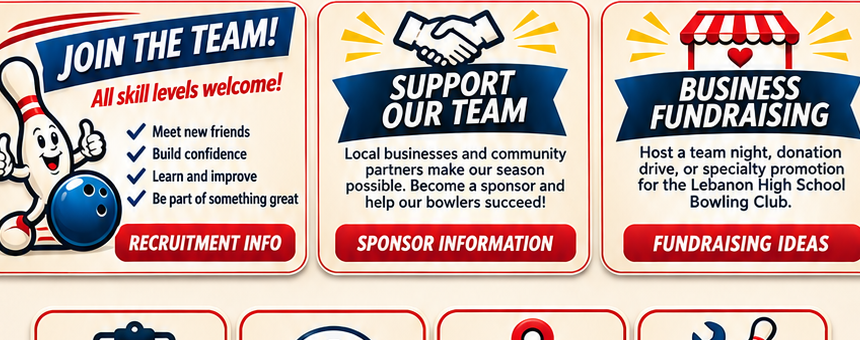 JOIN THE TEAM!
All skill levels welcome!
Meet new friends
Build confidence
Learn and improve
Be part of something great
RECRUITMENT INFO
SUPPORT
OUR TEAM
Local businesses and community
partners make our season
possible. Become a sponsor and
help our bowlers succeed!
SPONSOR INFORMATION
BUSINESS
FUNDRAISING
Host a team night, donation
drive, or specialty promotion
for the Lebanon High School
Bowling Club.
FUNDRAISING IDEAS